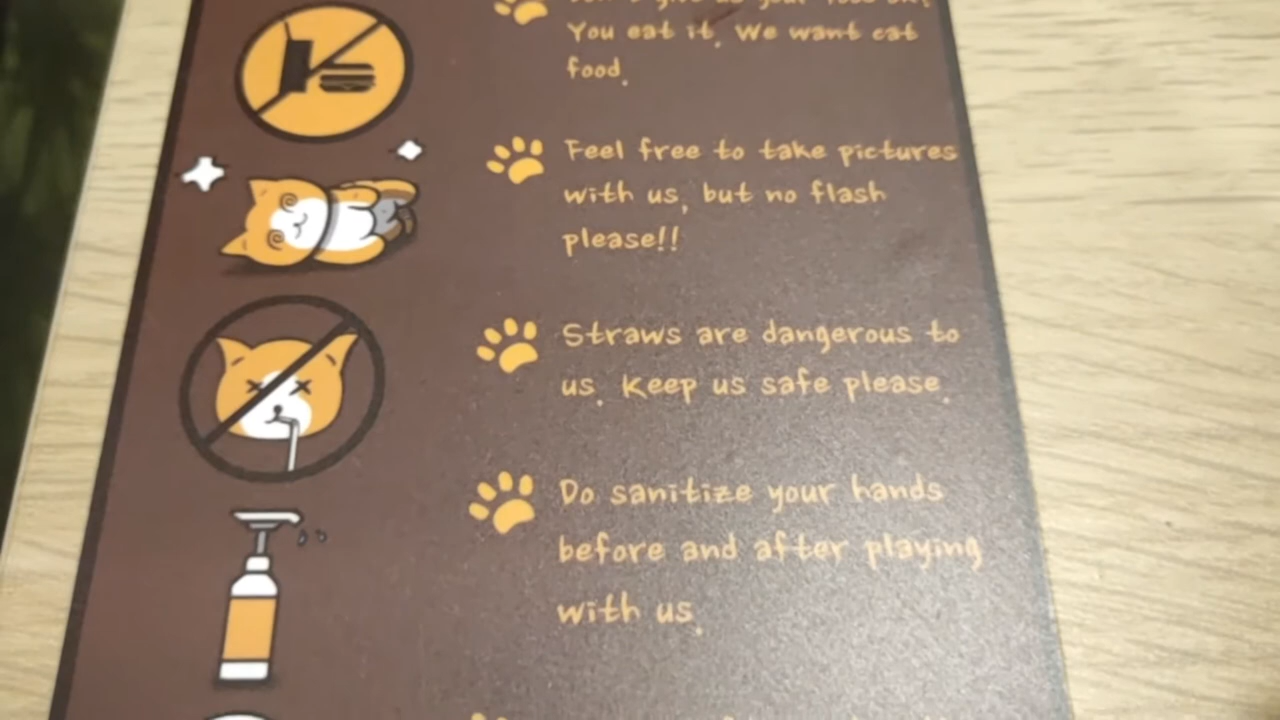 You eat it. We want cat
food.
Feel free to take pictures
with us, but no flash
please!!
Straws are dangerous to
us. Keep us safe please.
Do sanitize your hands
before and after playing
with us.